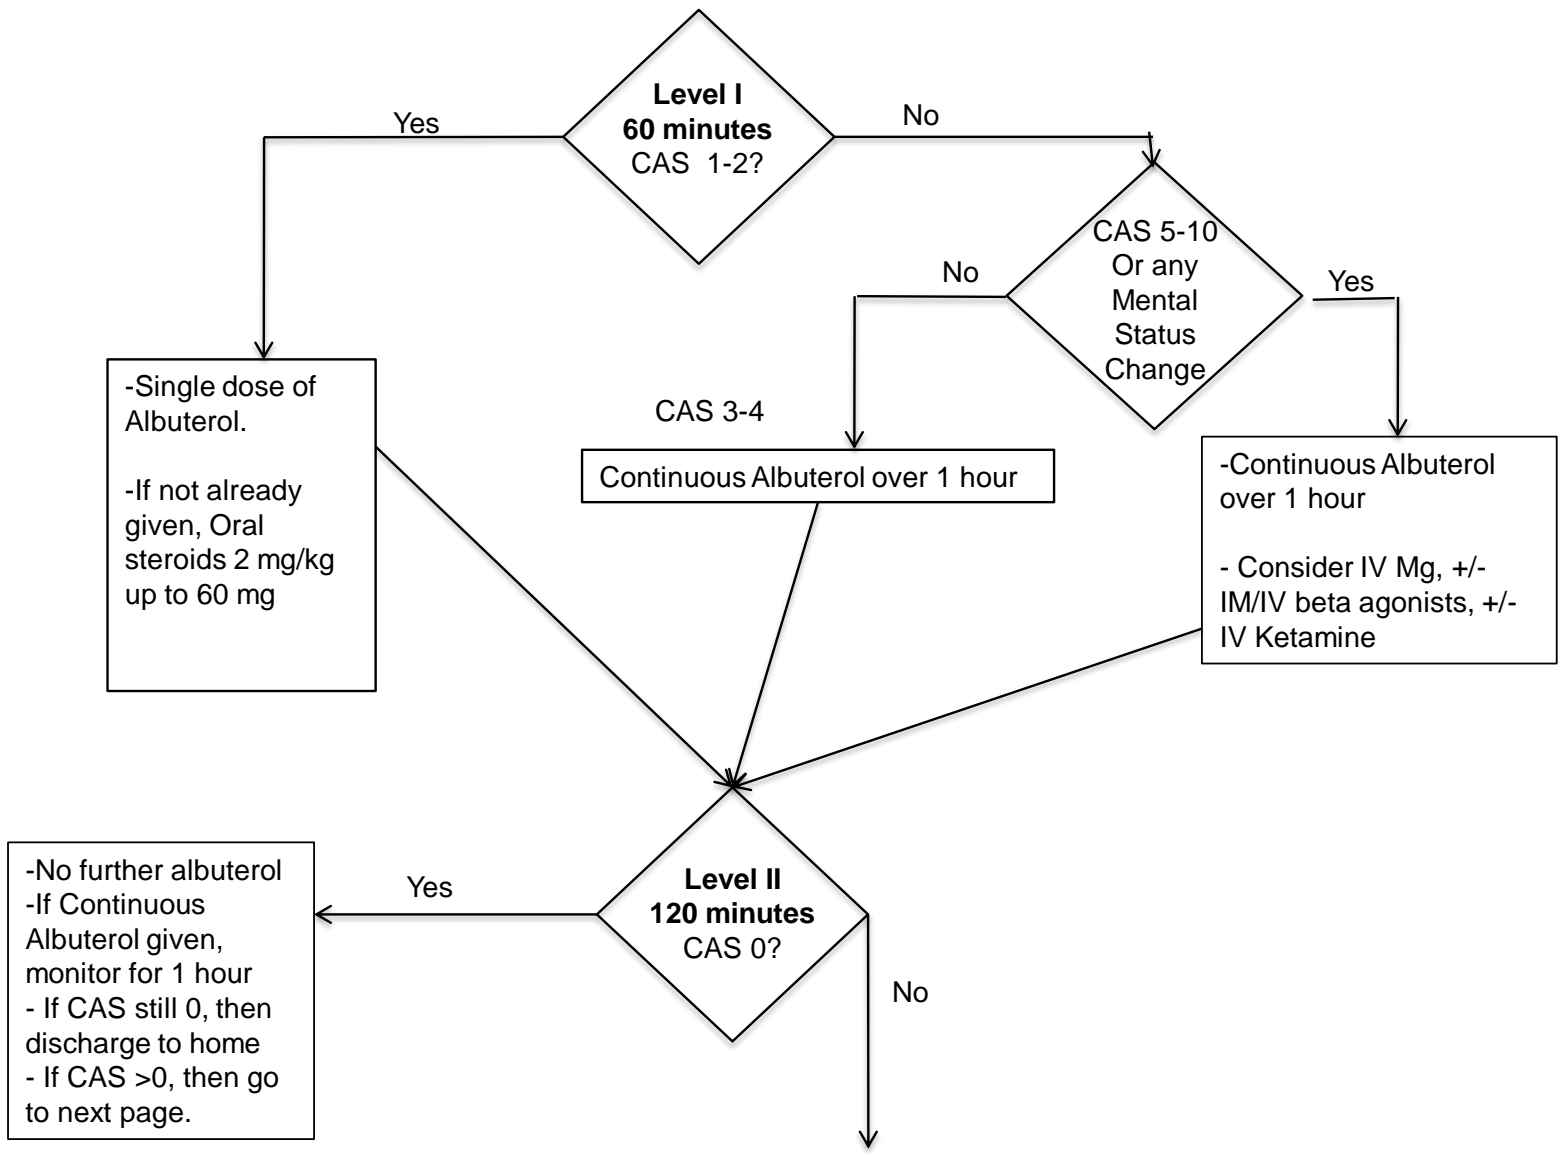 Level I
60 minutes
CAS 1-2?
Yes
No
CAS 5-10
Or any
Mental
Status
Change
No
Yes
-Single dose of
Albuterol.
-If not already
given, Oral
steroids 2 mg/kg
up to 60 mg
CAS 3-4
Continuous Albuterol over 1 hour
-Continuous Albuterol
over 1 hour
- Consider IV Mg, +/-
IM/IV beta agonists, +/-
IV Ketamine
Level II
120 minutes
CAS 0?
Yes
No
-No further albuterol
-If Continuous
Albuterol given,
monitor for 1 hour
- If CAS still 0, then
discharge to home
- If CAS >0, then go
to next page.